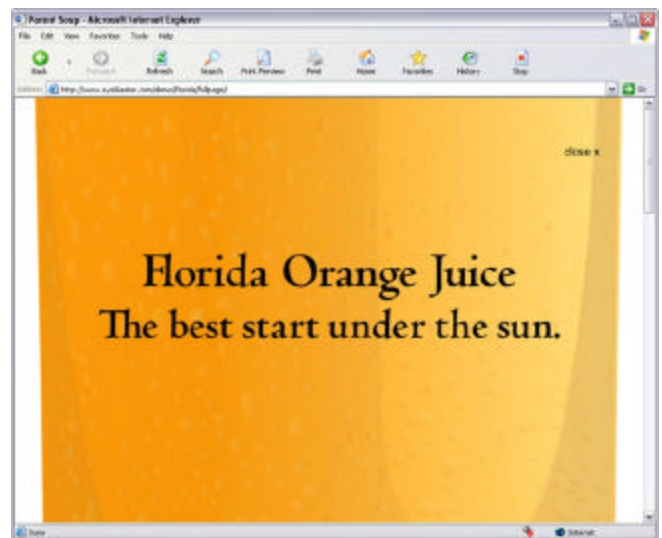 Parent Soup - Microsoft Internet Explorer
File Edit View Favorites Tools Help
Back Forward Refresh Search Print Preview Print Home Favorites History Stop
close x
Florida Orange Juice
The best start under the sun.
Done Internet